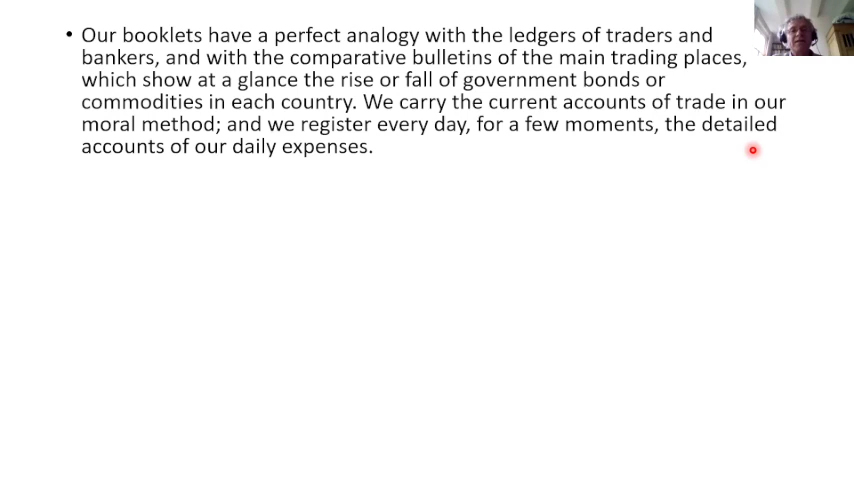 • Our booklets have a perfect analogy with the ledgers of traders and
bankers, and with the comparative bulletins of the main trading places,
which show at a glance the rise or fall of government bonds or
commodities in each country. We carry the current accounts of trade in our
moral method; and we register every day, for a few moments, the detailed
accounts of our daily expenses.